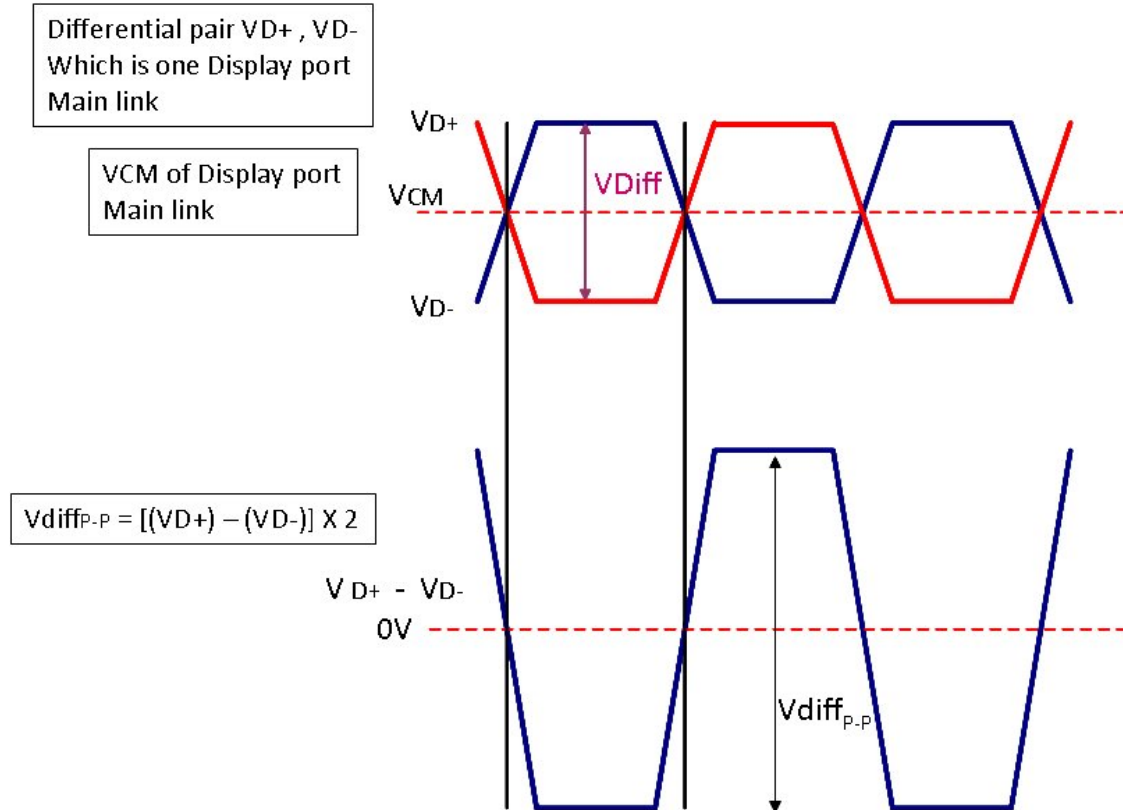 Differential pair VD+ , VD-
Which is one Display port
Main link
VCM of Display port
Main link
VD+
VDiff
VCM
VD-
VdiffP-P = [(VD+) – (VD-)] X 2
V D+ - VD-
0V
VdiffP-P